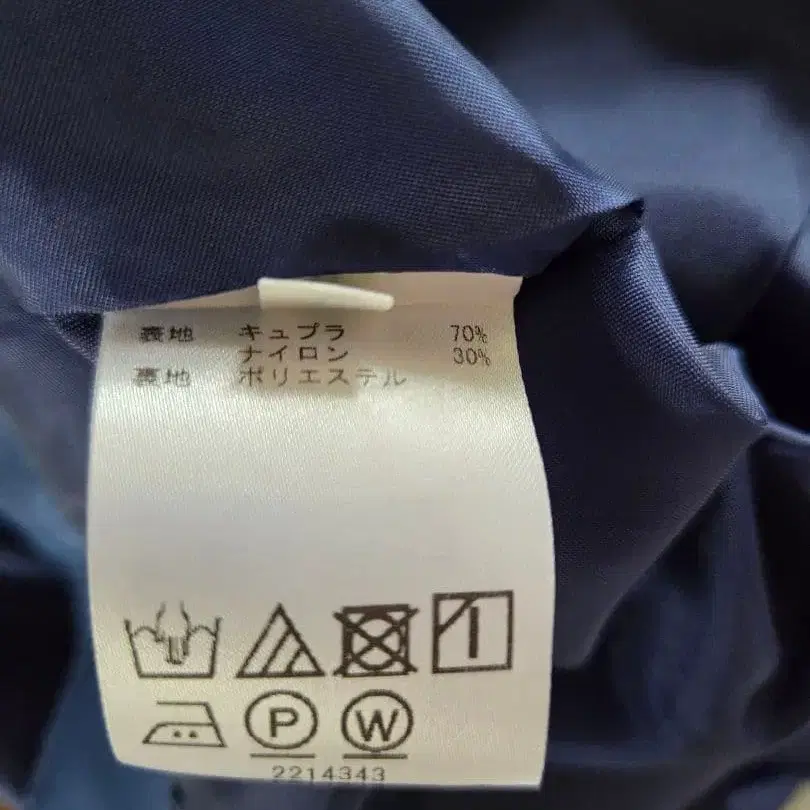 表地 キュプラ 70%
ナイロン 30%
裏地 ポリエステル
P W
2214343